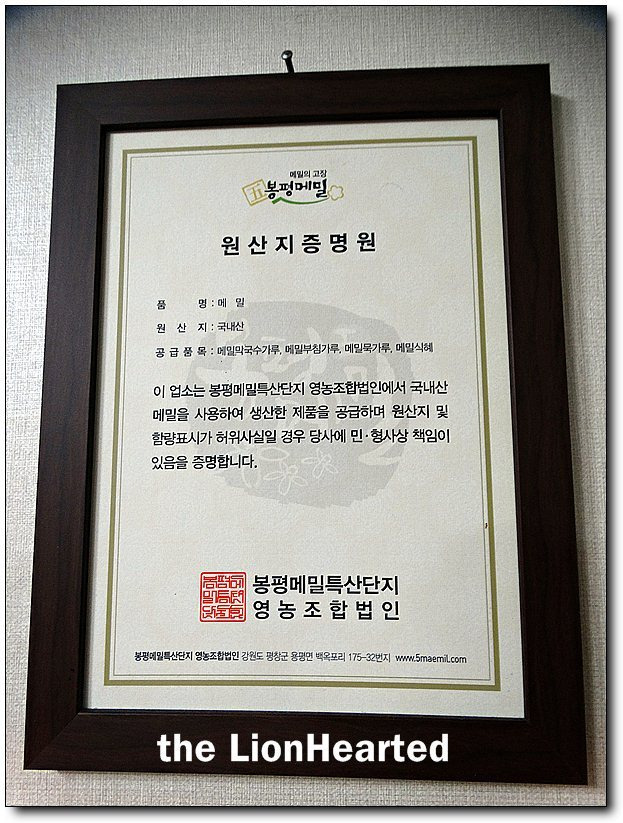 메밀의 고장
봉평메밀
원산지증명원
품 명 : 메 밀
원 산 지 : 국내산
공 급 품 목 : 메밀막국수가루, 메밀부침가루, 메밀묵가루, 메밀식혜
이 업소는 봉평메밀특산단지 영농조합법인에서 국내산
메밀을 사용하여 생산한 제품을 공급하며 원산지 및
함량표시가 허위사실일 경우 당사에 민·형사상 책임이
있음을 증명합니다.
봉평메밀특산단지
영농조합법인
봉평메밀특산단지 영농조합법인 강원도 평창군 용평면 백옥포리 175-32번지 www.5maemil.com
the LionHearted